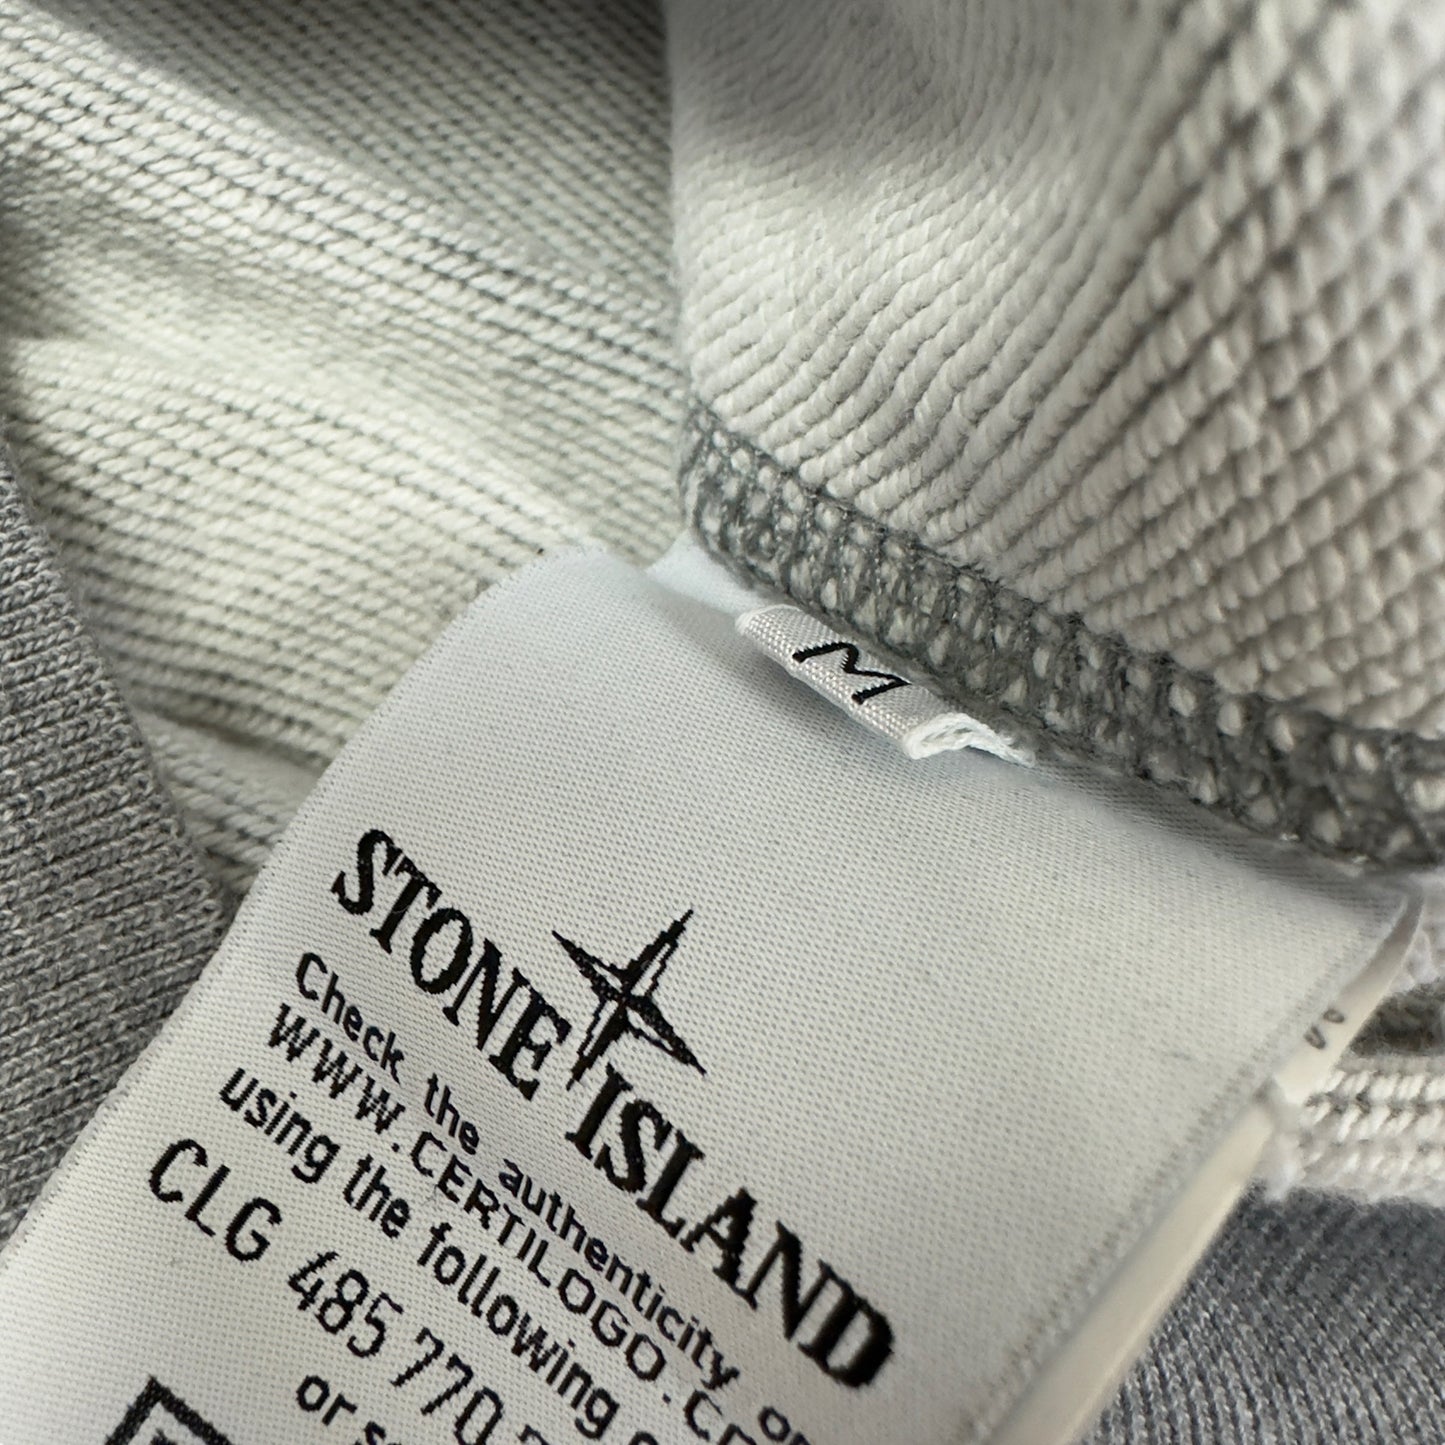 M
STONE ISLAND
Check the authenticity on
WWW.CERTILOGO.CO
using the following
CLG 485 770
or